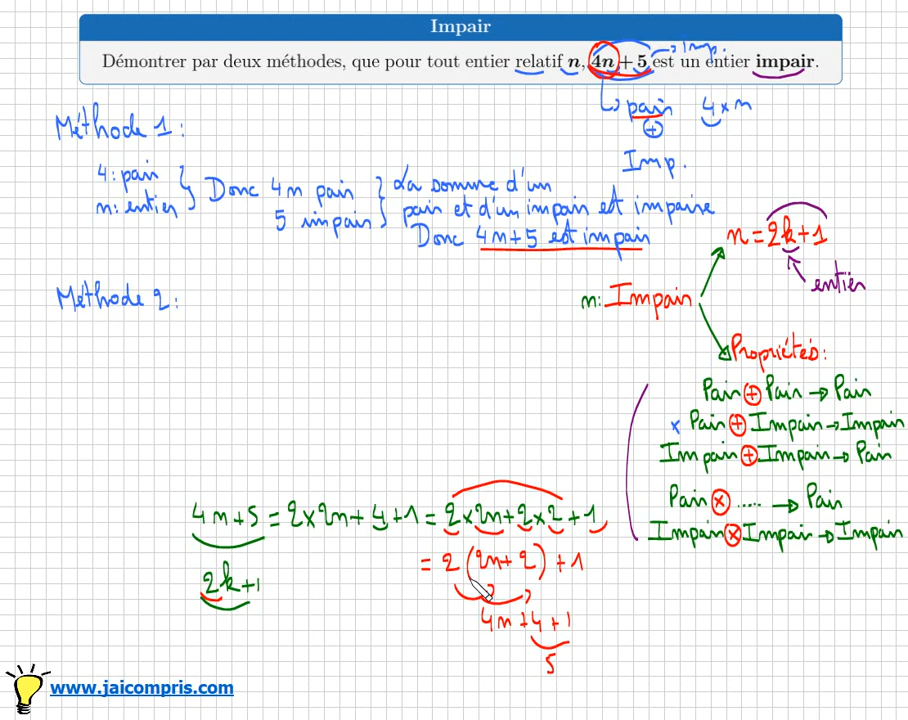 Impair
Démontrer par deux méthodes, que pour tout entier relatif n, 4n + 5 est un entier impair.
Imp.
pair 4 × n
+
Imp.
Méthode 1 :
4 : pair
n : entier
Donc 4n pair
5 impair
La somme d'un
pair et d'un impair est impaire
Donc 4n+5 est impair
n = 2k+1
entier
Méthode 2 :
n : Impair
Propriétés :
Pair + Pair → Pair
× Pair + Impair → Impair
Impair + Impair → Pair
Pair × ..... → Pair
Impair × Impair → Impair
4n+5 = 2×2n + 4 + 1 = 2×2n + 2×2 + 1
= 2 (2n + 2) + 1
2k+1
4n + 4 + 1
5
www.jaicompris.com